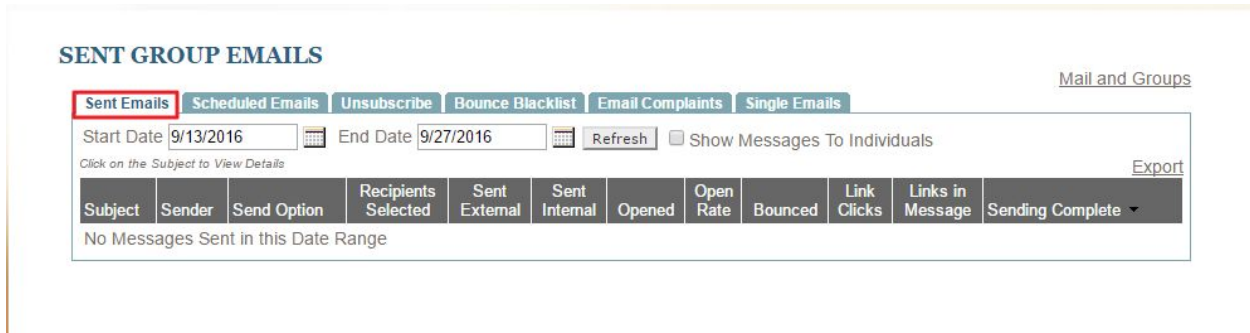 SENT GROUP EMAILS
Mail and Groups
Sent Emails Scheduled Emails Unsubscribe Bounce Blacklist Email Complaints Single Emails
Start Date 9/13/2016 End Date 9/27/2016 Refresh Show Messages To Individuals
Click on the Subject to View Details
Export
Subject Sender Send Option Recipients Selected Sent External Sent Internal Opened Open Rate Bounced Link Clicks Links in Message Sending Complete
No Messages Sent in this Date Range